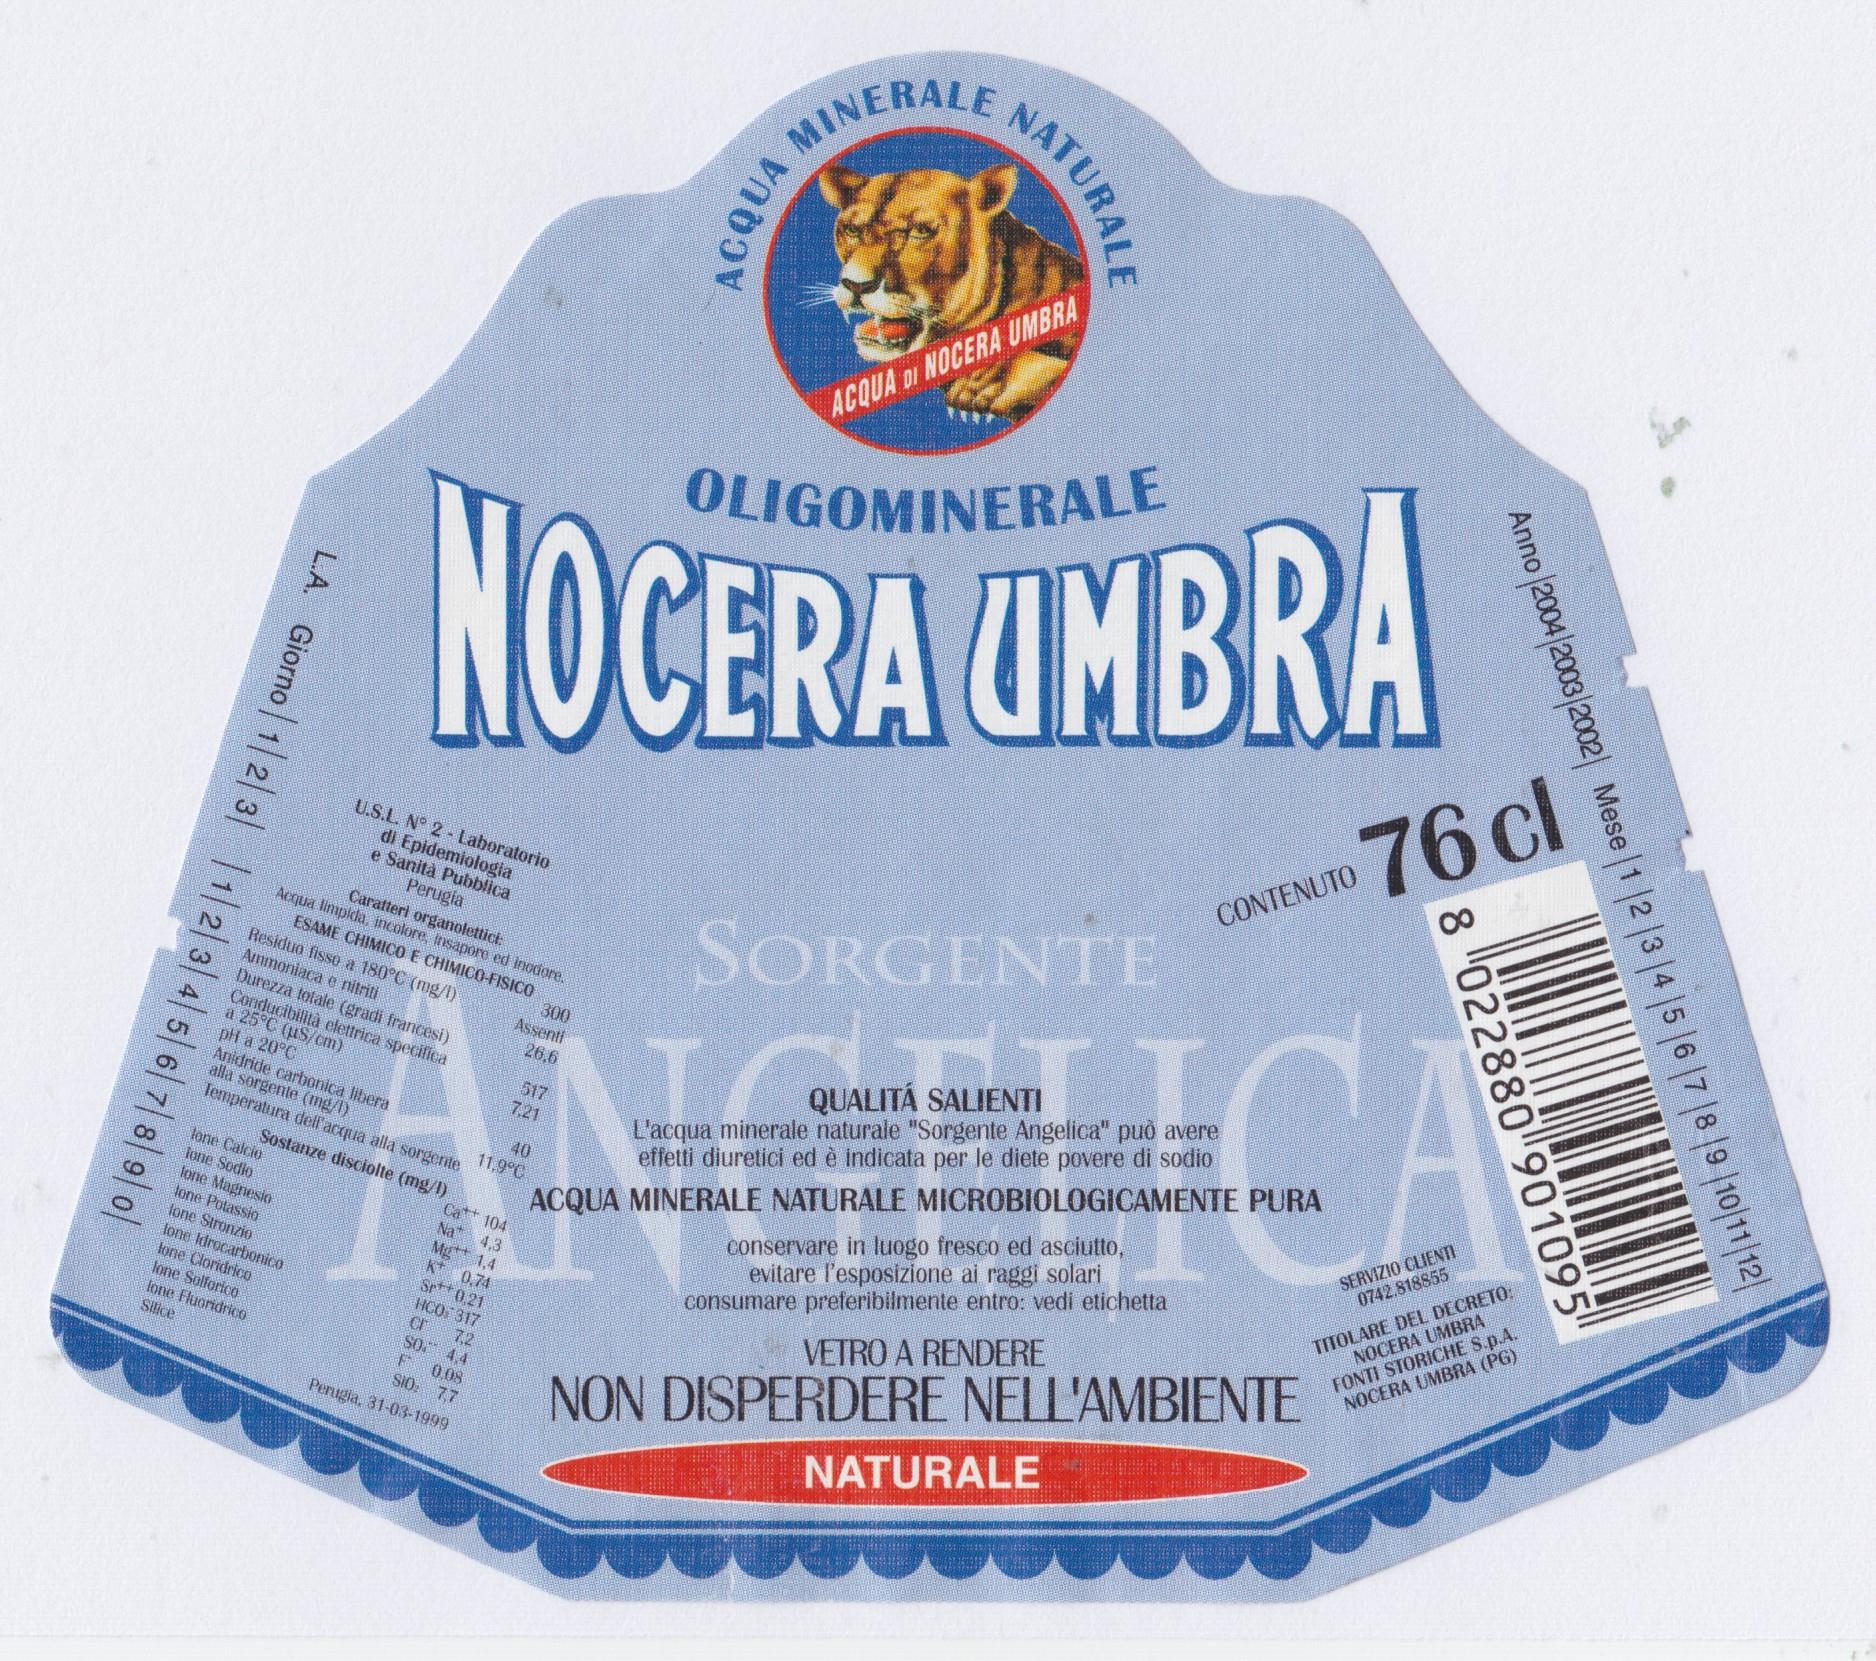 ACQUA MINERALE NATURALE
ACQUA DI NOCERA UMBRA
OLIGOMINERALE
NOCERA UMBRA
L.A. Giorno | 1 | 2 | 3 | | 1 | 2 | 3 | 4 | 5 | 6 | 7 | 8 | 9 | 0 |
U.S.L. N° 2 - Laboratorio
di Epidemiologia
e Sanità Pubblica
Perugia
Caratteri organolettici:
Acqua limpida, incolore, insapore ed inodore.
ESAME CHIMICO E CHIMICO-FISICO
Residuo fisso a 180°C (mg/l) 300
Ammoniaca e nitriti Assenti
Durezza totale (gradi francesi) 26,6
Conducibilità elettrica specifica
a 25°C (µS/cm) 517
pH a 20°C 7,21
Anidride carbonica libera
alla sorgente (mg/l) 40
Temperatura dell'acqua alla sorgente 11,9°C
Sostanze disciolte (mg/l)
Ione Calcio Ca++ 104
Ione Sodio Na+ 4,3
Ione Magnesio Mg++ 1,4
Ione Potassio K+ 0,74
Ione Stronzio Sr++ 0,21
Ione Idrocarbonico HCO₃- 317
Ione Cloridrico Cl- 7,2
Ione Solforico SO₄-- 4,4
Ione Fluoridrico F- 0.08
Silice SiO₂ 7,7
Perugia, 31-03-1999
SORGENTE
ANGELICA
QUALITÁ SALIENTI
L'acqua minerale naturale "Sorgente Angelica" può avere
effetti diuretici ed è indicata per le diete povere di sodio
ACQUA MINERALE NATURALE MICROBIOLOGICAMENTE PURA
conservare in luogo fresco ed asciutto,
evitare l'esposizione ai raggi solari
consumare preferibilmente entro: vedi etichetta
VETRO A RENDERE
NON DISPERDERE NELL'AMBIENTE
NATURALE
CONTENUTO 76 cl
8 022880 901095
SERVIZIO CLIENTI
0742.818855
TITOLARE DEL DECRETO:
NOCERA UMBRA
FONTI STORICHE S.p.A.
NOCERA UMBRA (PG)
Anno|2004|2003|2002| Mese | 1 | 2 | 3 | 4 | 5 | 6 | 7 | 8 | 9 |10|11|12|